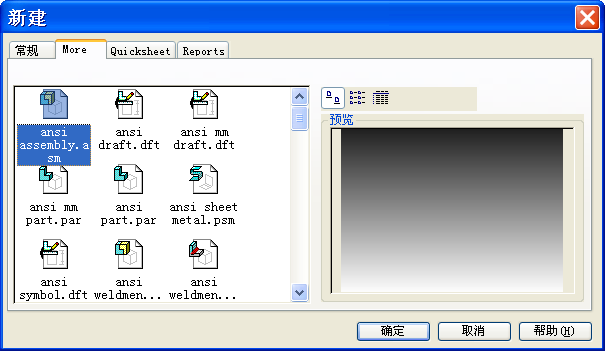 新建
常规 More Quicksheet Reports
预览
ansi assembly.a sm
ansi draft.dft
ansi mm draft.dft
ansi mm part.par
ansi part.par
ansi sheet metal.psm
ansi symbol.dft
ansi weldmen...
ansi weldmen...
确定 取消 帮助(H)